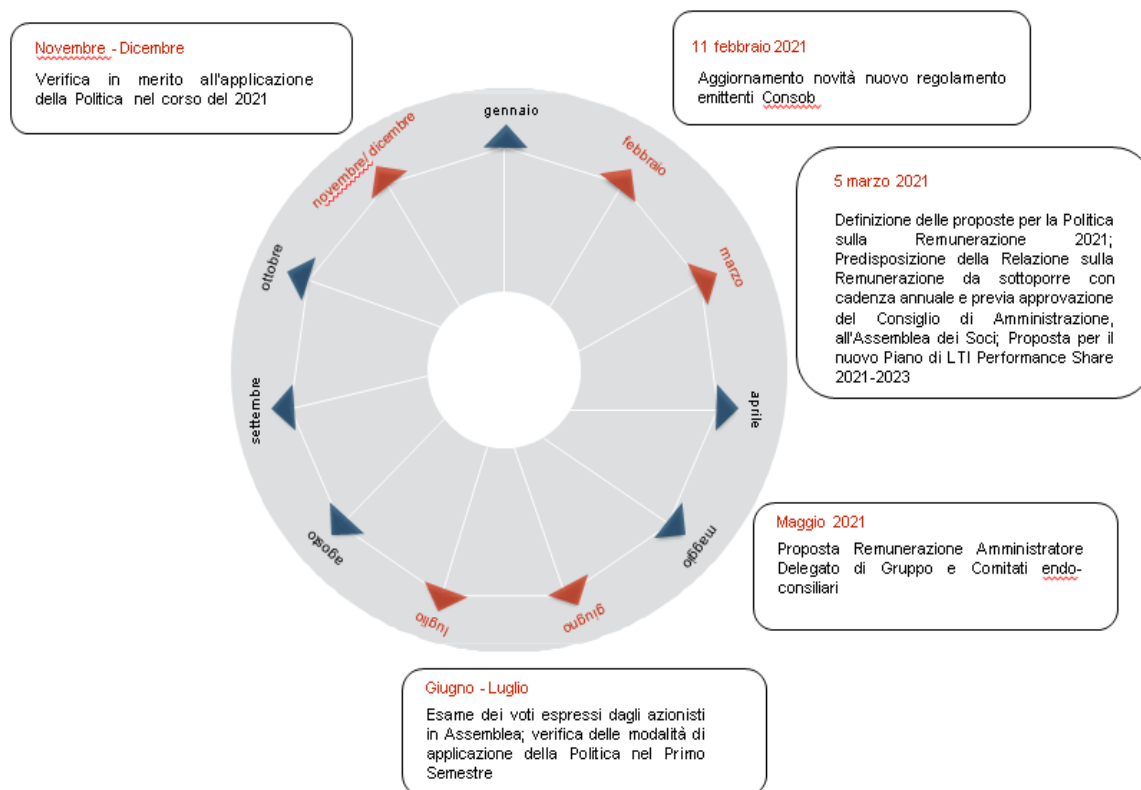 Novembre - Dicembre
Verifica in merito all'applicazione
della Politica nel corso del 2021
11 febbraio 2021
Aggiornamento novità nuovo regolamento
emittenti Consob
5 marzo 2021
Definizione delle proposte per la Politica
sulla Remunerazione 2021;
Predisposizione della Relazione sulla
Remunerazione da sottoporre con
cadenza annuale e previa approvazione
del Consiglio di Amministrazione,
all'Assemblea dei Soci; Proposta per il
nuovo Piano di LTI Performance Share
2021-2023
Maggio 2021
Proposta Remunerazione Amministratore
Delegato di Gruppo e Comitati endo-
consiliari
Giugno - Luglio
Esame dei voti espressi dagli azionisti
in Assemblea; verifica delle modalità di
applicazione della Politica nel Primo
Semestre
gennaio
febbraio
marzo
aprile
maggio
giugno
luglio
agosto
settembre
ottobre
novembre/ dicembre